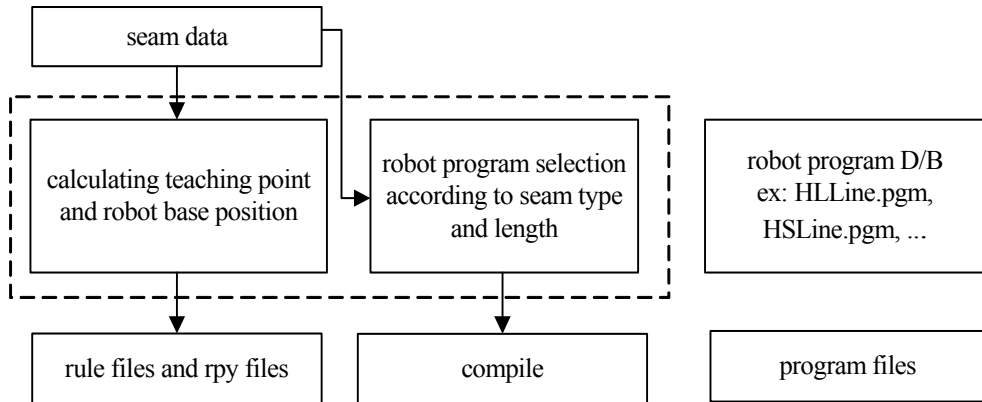 seam data
calculating teaching point
and robot base position
robot program selection
according to seam type
and length
robot program D/B
ex: HLLine.pgm,
HSLine.pgm, ...
rule files and rpy files
compile
program files